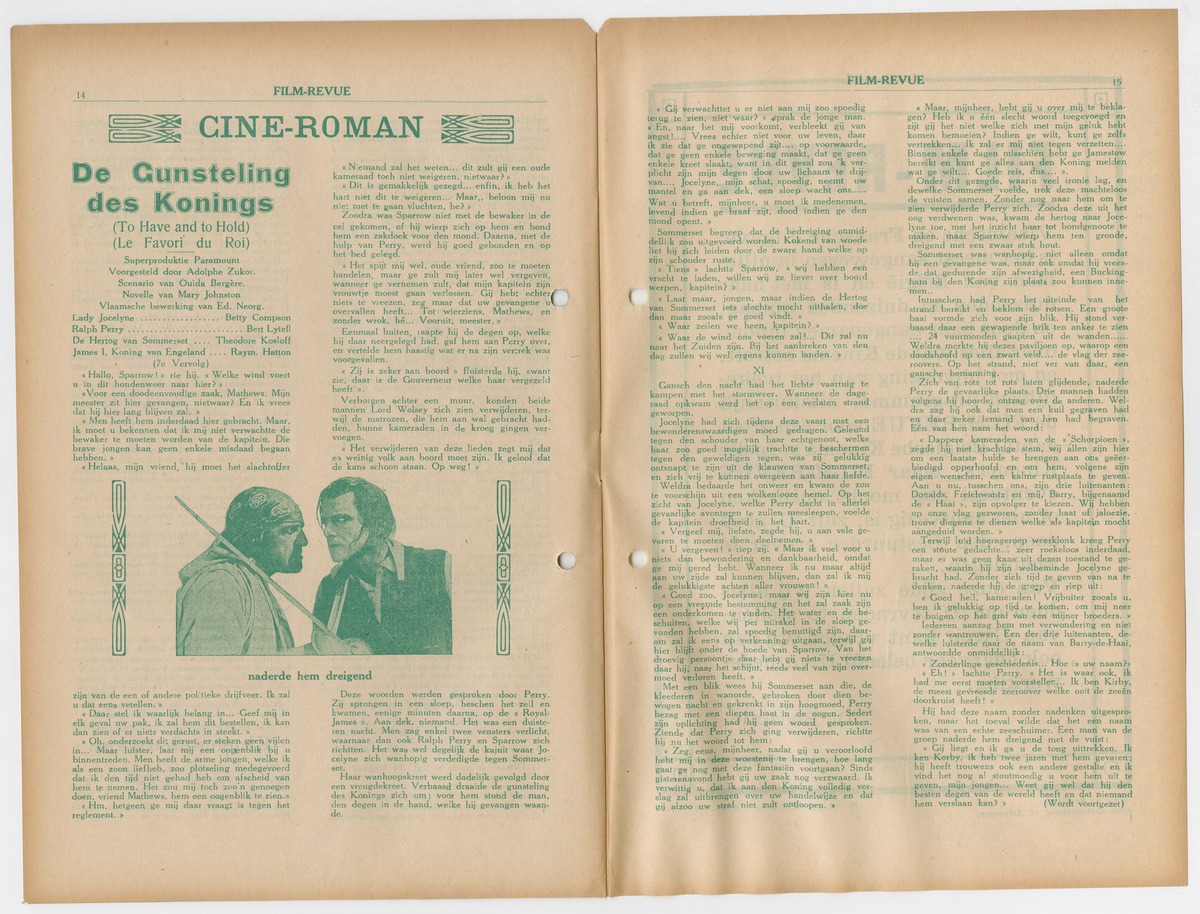 14
FILM-REVUE
CINE-ROMAN
De Gunsteling
des Konings
(To Have and to Hold)
(Le Favori du Roi)
Superproduktie Paramount
Voorgesteld door Adolphe Zukor.
Scenario van Ouida Bergère.
Novelle van Mary Johnston
Vlaamsche bewerking van Ed. Neorg.
Lady Jocelyne ................ Betty Compson
Ralph Perry ...................... Bert Lytell
De Hertog van Sommerset .... Theodore Kosloff
James I, Koning van Engeland .... Raym. Hatton
(7e Vervolg)
« Hallo, Sparrow! » rie hij. « Welke wind voert
u in dit hondenweer naar hier? »
«Voor een doodeenvoudige zaak, Mathews. Mijn
meester zit hier gevangen, nietwaar? En ik vrees
dat hij hier lang blijven zal. »
« Men heeft hem inderdaad hier gebracht. Maar,
ik moet u bekennen dat ik mij niet verwachtte de
bewaker te moeten worden van de kapitein. Die
brave jongen kan geen enkele misdaad begaan
hebben. »
«Helaas, mijn vriend, hij moet het slachtoffer
« Niemand zal het weten... dit zult gij een oude
kameraad toch niet weigeren, nietwaar? »
« Dit is gemakkelijk gezegd... enfin, ik heb het
hart niet dit te weigeren... Maar,. beloon mij nu
nie; met te gaan vluchten, he? »
Zoodra was Sparrow niet met de bewaker in de
cel gekomen, of hij wierp zich op hem en bond
hem een zakdoek voor den mond. Daarna, met de
hulp van Perry, werd hij goed gebonden en op
het bed gelegd.
« Het spijt mij wel, oude vriend, zoo te moeten
handelen, maar ge zult mij later wel vergeven,
wanneer ge vernemen zult, dat mijn kapitein zijn
vrouwtje moest gaan verlossen. Gij hebt echter
niets te vreezen, zeg maar dat uw gevangene u
overvallen heeft... Tot wierziens, Mathews, en
zonder wrok, hé... Vooruit, meester. »
Eenmaal buiten, raapte hij de degen op, welke
hij daar neergelegd had, gaf hem aan Perry over,
en vertelde hem haastig wat er na zijn vertrek was
voorgevallen.
« Zij is zeker aan boord » fluisterde hij, «want
zie, daar is de Gouverneur welke haar vergezeld
heeft ».
Verborgen achter een muur, konden beide
mannen Lord Wolsey zich zien verwijderen, ter-
wijl de matrozen, die hem aan wal gebracht had-
den, hunne kameraden in de kroeg gingen ver-
voegen.
« Het verwijderen van deze lieden zegt mij dat
es weinig volk aan boord moet zijn. Ik geloof dat
de kans schoon staan. Op weg! »
naderde hem dreigend
zijn van de een of andere politieke drijfveer. Ik zal
u dat eens vetellen. »
« Daar stel ik waarlijk belang in... Geef mij in
elk geval uw pak, ik zal hem dit bestellen, ik kan
dan zien of er niets verdachts in steekt. »
« Oh, onderzoekt dit gerust, er steken geen vijlen
in... Maar luister, laat mij een oogenblik bij u
binnentreden. Men heeft de arme jongen, welke ik
als een zoon liefheb, zoo plotseling medegevoerd
dat ik den tijd niet gehad heb om afscheid van
hem te nemen. Het zou mij toch zoo'n genoegen
doen, vriend Mathews, hem een oogenblik te zien.»
« Hm, hetgeen ge mij daar vraagt is tegen het
reglement. »
Deze woorden werden gesproken door Perry.
Zij sprongen in een sloep, heschen het zeil en
kwamen, eenige minuten daarna, op de « Royal-
James ». Aan dek, niemand. Het was een duiste-
ren nacht. Men zag enkel twee vensters verlicht,
waarnaar dan ook Ralph Perry en Sparrow zich
richtten. Het was wel degelijk de kajuit waar Jo-
celyne zich wanhopig verdedigde tegen Sommer-
set.
Haar wanhoopskreet werd dadelijk gevolgd door
een vreugdekreet. Verbaasd draaide de gunsteling
des Konings zich om; voor hem stond de man,
den degen in de hand, welke hij gevangen waan-
de.
FILM-REVUE
15
« Gij verwachttet u er niet aan mij zoo spoedig
terug te zien, niet waar? » sprak de jonge man.
« En, naar het mij voorkomt, verbleekt gij van
angst!.... Vrees echter niet voor uw leven, daar
ik zie dat ge ongewapend zijt.... op voorwaarde,
dat ge geen enkele beweging maakt, dat ge geen
enkele kreet slaakt, want in dit geval zou 'k ver-
plicht zijn mijn degen door uw lichaam te drij-
van.... Jocelyne, mijn schat, spoedig, neemt uw
mantel en ga aan dek, een sloep wacht ons....
Wat u betreft, mijnheer, u moet ik medenemen,
levend indien ge braaf zijt, dood indien ge den
mond opent. »
Sommerset begreep dat de bedreiging onmid-
dellijk zou uitgevoerd worden. Kokend van woede
liet hij zich leiden door de zware hand welke op
zijn schouder ruste.
« Tiens » lachtte Sparrow, « wij hebben een
vracht te laden, willen wij ze liever over boord
werpen, kapitein? »
« Laat maar, jongen, maar indien de Hertog
van Sommerset iets slechts mocht uithalen, doe
dan maar zooals ge goed vindt. »
« Waar zeilen we heen, kapitein? »
« Waar de wind ons voeren zal!... Dit zal nu
naar het Zuiden zijn. Bij het aanbreken van den
dag zullen wij wel ergens kunnen landen. »
XI
Gansch den nacht had het lichte vaartuig te
kampen met het stormweer. Wanneer de dage-
raad opkwam werd het op een verlaten strand
geworpen.
Jocelyne had zich tijdens deze vaart met een
bewonderenswaardigen moed gedragen. Geleund
tegen den schouder van haar echtgenoot, welke
haar zoo goed mogelijk trachtte te beschermen
tegen den geweldigen regen, was zij gelukkig
ontsnapt te zijn uit de klauwen van Sommerset,
en zich vrij te kunnen overgeven aan haar liefde.
Weldra bedaarde het onweer en kwam de zon
te voorschijn uit een wolkenlooze hemel. Op het
zicht van Jocelyne, welke Perry dacht in allerlei
gevaarlijke avonturen te zullen meesleepen, voelde
de kapitein droefheid in het hart.
« Vergeef mij, liefste, zegde hij, u aan vele ge-
varen te moeten doen deelnemen. »
« U vergeven! » riep zij. « Maar ik voel voor u
niets dan bewondering en dankbaarheid, omdat
ge mij gered hebt. Wanneer ik nu maar altijd
aan uw zijde zal kunnen blijven, dan zal ik mij
de gelukkigste achten aller vrouwen! »
« Goed zoo, Jocelyne; maar wij zijn hier nu
op een vreemde bestemming en het zal zaak zijn
een onderkomen te vinden. Het water en de be-
schuiten, welke wij per mirakel in de sloep ge-
vonden hebben, zal spoedig benuttigd zijn, daar-
om zal ik eens op verkenning uitgaan, terwijl gij
hier blijft onder de hoede van Sparrow. Van het
droevig persoontje daar hebt gij niets te vreezen
daar hij, naar het schijnt, reeds veel van zijn over-
moed verloren heeft. »
Met een blik wees hij Sommerset aan die, de
kleederen in wanorde, gebroken door dien be-
wogen nacht en gekrenkt in zijn hoogmoed, Perry
bezag met een diepen haat in de oogen. Sedert
zijn oplichting had hij geen woord gesproken.
Ziende dat Perry zich ging verwijderen, richtte
hij nu het woord tot hem:
« Zeg eens, mijnheer, nadat gij u veroorloofd
hebt mij in deze woestenij te brengen, hoe lang
gaat ge nog met deze fantasiën voortgaan? Sinds
gisterenavond hebt gij uw zaak nog verzwaard. Ik
verwittig u, dat ik aan den Koning volledig ver-
slag zal uitbrengen over uw handelwijze en dat
gij alzoo uw straf niet zult ontloopen. »
« Maar, mijnheer, hebt gij u over mij te bekla-
gen? Heb ik u één slecht woord toegevoegd en
zijt gij het niet welke zich met mijn geluk hebt
komen bemoeien? Indien ge wilt, kunt ge zelfs
vertrekken... Ik zal er mij niet tegen verzetten....
Binnen enkele dagen misschien hebt ge Jamestow
bereikt en kunt ge alles aan den Koning melden
wat ge wilt.... Goede reis, dus.... ».
Onder dit gezegde, waarin veel ironie lag, en
dewelke Sommerset voelde, trok deze machteloos
de vuisten samen. Zonder nog naar hem om te
zien verwijderde Perry zich. Zoodra deze uit het
oog verdwenen was, kwam de hertog naar Joce-
lyne toe, met het inzicht haar tot bondgenoote te
maken, maar Sparrow wierp hem ten gronde,
dreigend met een zwaar stuk hout.
Sommerset was wanhopig, niet alleen omdat
hij een gevangene was, maar ook omdat hij vrees-
de, dat gedurende zijn afwezigheid, een Bucking-
ham bij den Koning zijn plaats zou kunnen inne-
men..
Intusschen had Perry het uiteinde van het
strand bereikt en beklom de rotsen. Een groote
baai vormde zich voor zijn blik. Hij stond ver-
baasd daar een gewapende brik ten anker te zien
.... 24 vuurmonden gaapten uit de wanden.....
Weldra merkte hij dezes paviljoen op, waarop een
doodshoofd op een zwart veld.... de vlag der zee-
roovers. Op het strand, niet ver van daar, een
gansche bemanning.
Zich van rots tot rots laten glijdende, naderde
Perry de gevaarlijke plaats. Drie mannen hadden
volgens hij hoorde, ontzag over de anderen. Wel-
dra zag hij ook dat men een kuil gegraven had
en daar zeker iemand van hen had begraven.
Eén van hen nam het woord:
« Dappere kameraden van de « Schorpioen »,
zegde hij met krachtige stem, wij allen zijn hier
om een laatste hulde te brengen aan ons geëer-
biedigd opperhoofd en om hem, volgens zijn
eigen wenschen, een kalme rustplaats te geven.
Aan u nu, tusschen ons, zijn drie luitenanten:
Donalds, Freichwantz en mij, Barry, bijgenaamd
de « Haai », zijn opvolger te kiezen. Wij hebben
op onze vlag gezworen, zonder haat of jaloezie,
trouw diegene te dienen welke als kapitein mocht
aangeduid worden. »
Terwijl luid hoerageroep weerklonk kreeg Perry
een stoute gedachte... zeer roekeloos inderdaad,
maar er was geen kans uit dezen toestand te ge-
raken, waarin hij zijn welbeminde Jocelyne ge-
bracht had. Zonder zich tijd te geven van na te
denken, naderde hij de groep en riep uit:
« Goed heil, kameraden! Vrijbuiter zooals u,
ben ik gelukkig op tijd te komen, om mij neer
te buigen op het graf van een mijner broeders. »
Iedereen aanzag hem met verwondering en niet
zonder wantrouwen. Een der drie luitenanten, de-
welke luisterde naar de naam van Barry-de-Haai,
antwoordde onmiddellijk:
« Zonderlinge geschiedenis... Hoe is uw naam?»
« Eh! » lachtte Perry. « Het is waar ook, ik
had me eerst moeten voorstellen... Ik ben Kirby,
de meest gevreesde zeeroover welke ooit de zeeën
doorkruist heeft! »
Hij had deze naam zonder nadenken uitgespro-
ken, maar het toeval wilde dat het een naam
was van een echte zeeschuimer. Een man van de
groep naderde hem dreigend met de vuist:
« Gij liegt en ik ga u de tong uittrekken. Ik
ken Korby, ik heb twee jaren met hem gevaren;
hij heeft trouwens ook een andere gestalte en ik
vind het nog al stoutmoedig u voor hem uit te
geven, mijn jongen... Weet gij wel dat hij den
besten degen van de wereld heeft en dat niemand
hem verslaan kan? » (Wordt voortgezet)